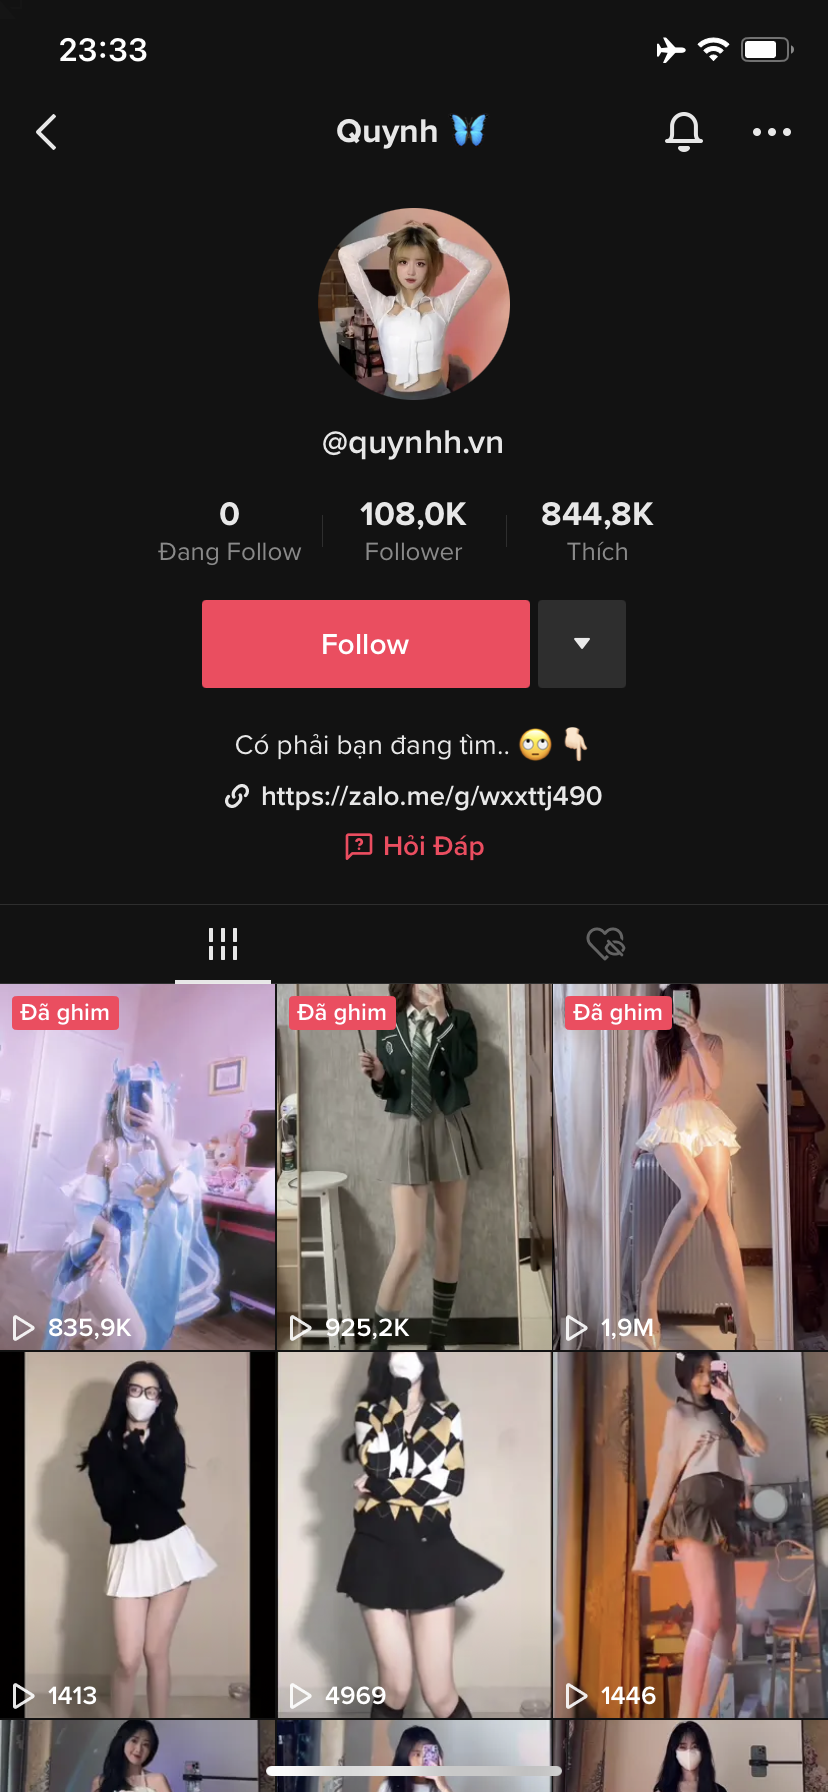 23:33
Quynh 🦋
@quynhh.vn
0 108,0K 844,8K
Đang Follow Follower Thích
Follow
Có phải bạn đang tìm.. 🙄 👇🏻
https://zalo.me/g/wxxttj490
Hỏi Đáp
Đã ghim Đã ghim Đã ghim
835,9K 925,2K 1,9M
1413 4969 1446